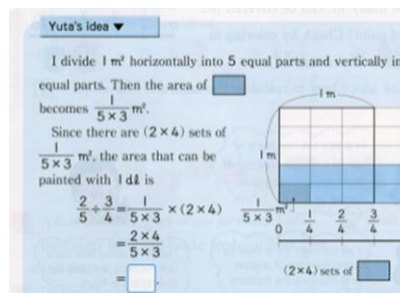 Yuta's idea ▼
I divide 1 m² horizontally into 5 equal parts and vertically in
equal parts. Then the area of
becomes 1/(5×3) m².
Since there are (2×4) sets of
1/(5×3) m², the area that can be
painted with 1 dL is
2/5 ÷ 3/4 = 1/(5×3) × (2×4)
= (2×4)/(5×3)
= .
1 m
1 m
1/(5×3) m²
0 1/4 2/4 3/4
(2×4) sets of